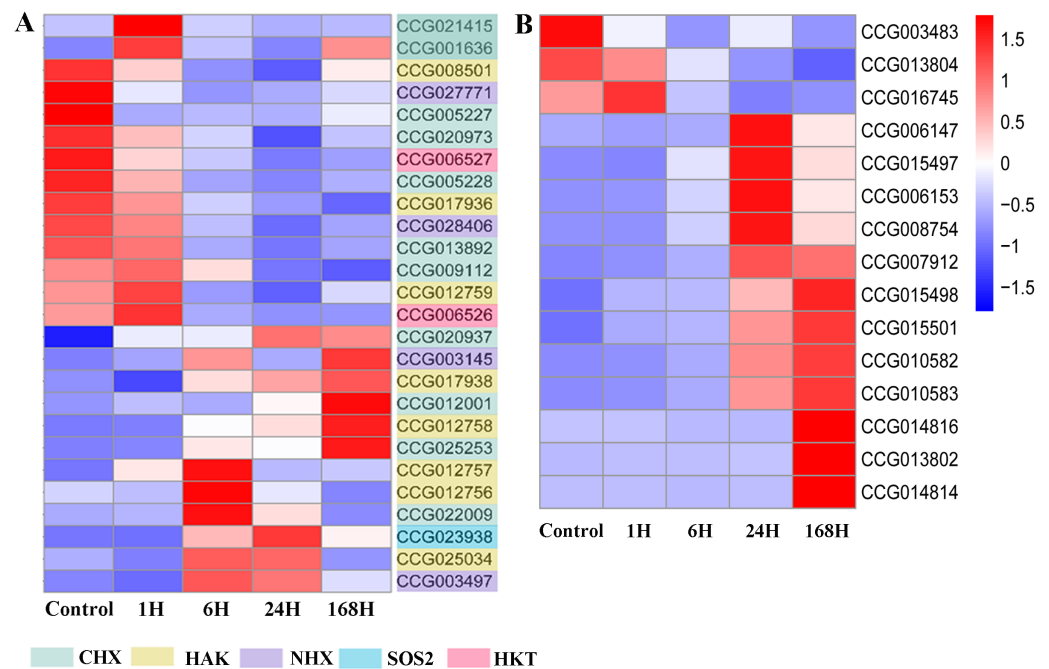 A
CCG021415
CCG001636
CCG008501
CCG027771
CCG005227
CCG020973
CCG006527
CCG005228
CCG017936
CCG028406
CCG013892
CCG009112
CCG012759
CCG006526
CCG020937
CCG003145
CCG017938
CCG012001
CCG012758
CCG025253
CCG012757
CCG012756
CCG022009
CCG023938
CCG025034
CCG003497
Control 1H 6H 24H 168H
CHX HAK NHX SOS2 HKT
B
CCG003483
CCG013804
CCG016745
CCG006147
CCG015497
CCG006153
CCG008754
CCG007912
CCG015498
CCG015501
CCG010582
CCG010583
CCG014816
CCG013802
CCG014814
Control 1H 6H 24H 168H
1.5
1
0.5
0
−0.5
−1
−1.5